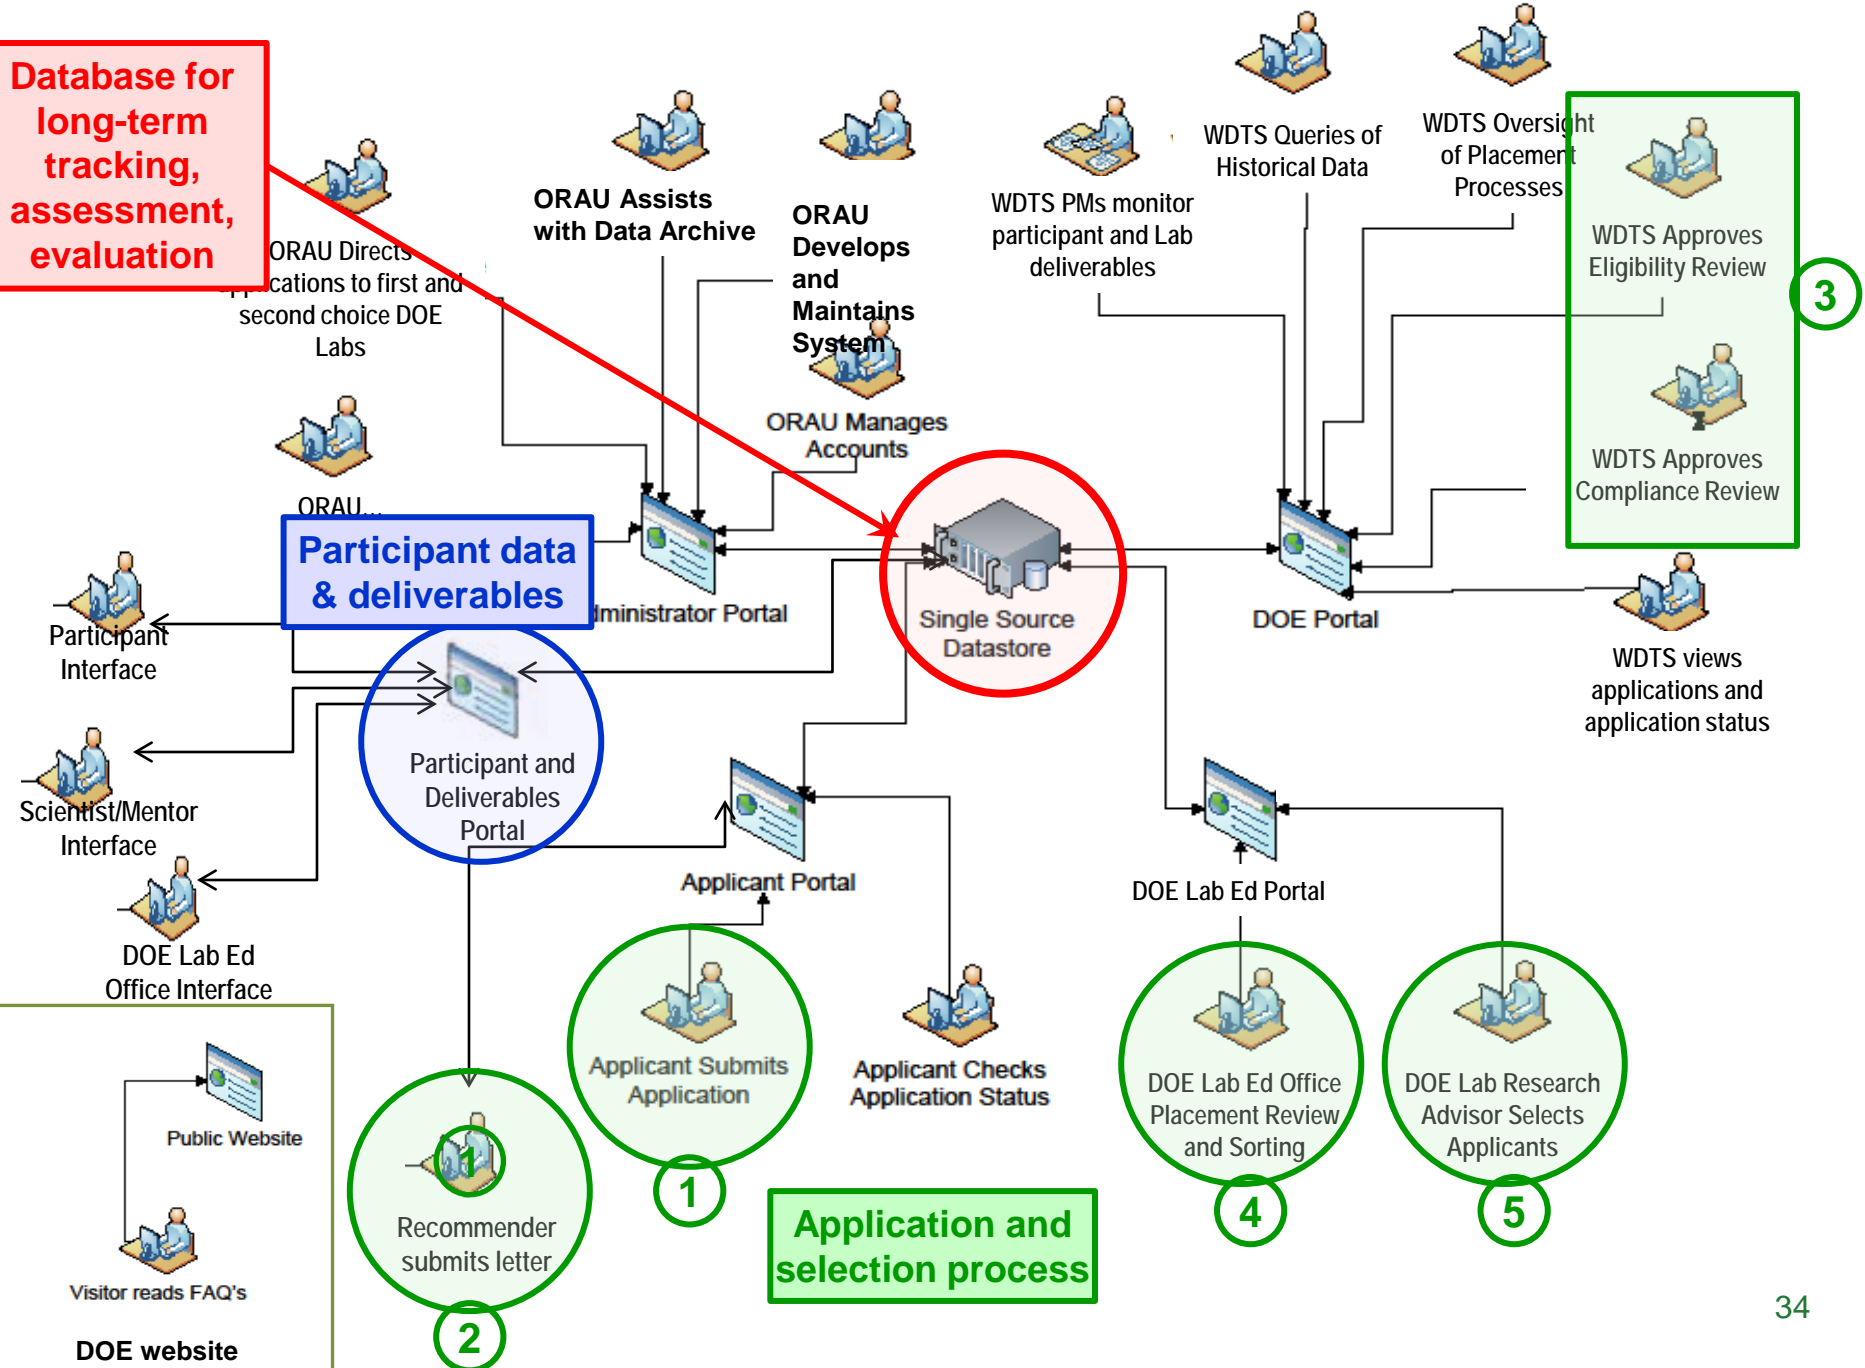 Database for
long-term
tracking,
assessment,
evaluation
ORAU Directs
applications to first and
second choice DOE
Labs
ORAU Assists
with Data Archive
ORAU
Develops
and
Maintains
System
ORAU Manages
Accounts
WDTS PMs monitor
participant and Lab
deliverables
WDTS Queries of
Historical Data
WDTS Oversight
of Placement
Processes
WDTS Approves
Eligibility Review
3
WDTS Approves
Compliance Review
ORAU...
Participant data
& deliverables
dministrator Portal
Single Source
Datastore
DOE Portal
WDTS views
applications and
application status
Participant
Interface
Scientist/Mentor
Interface
DOE Lab Ed
Office Interface
Participant and
Deliverables
Portal
Applicant Portal
DOE Lab Ed Portal
Applicant Submits
Application
1
Applicant Checks
Application Status
DOE Lab Ed Office
Placement Review
and Sorting
4
DOE Lab Research
Advisor Selects
Applicants
5
1
Recommender
submits letter
2
Application and
selection process
Public Website
Visitor reads FAQ's
DOE website
34